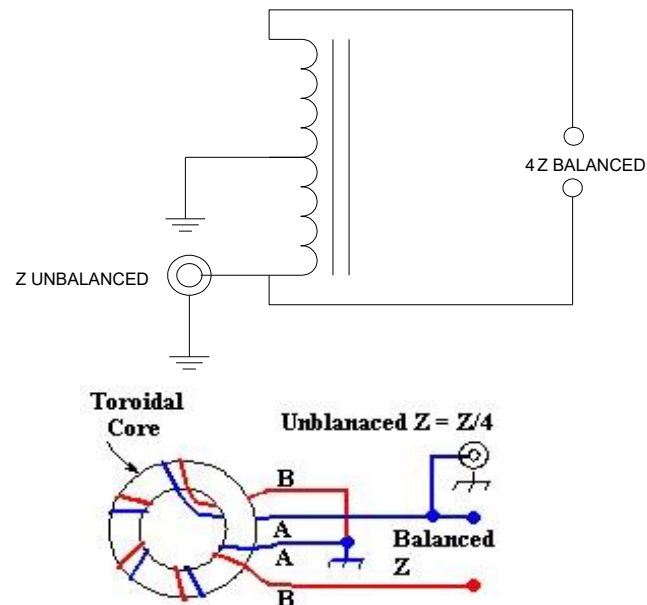 4 Z BALANCED
Z UNBALANCED
Toroidal
Core
Unblanaced Z = Z/4
B
A
A
Balanced
Z
B